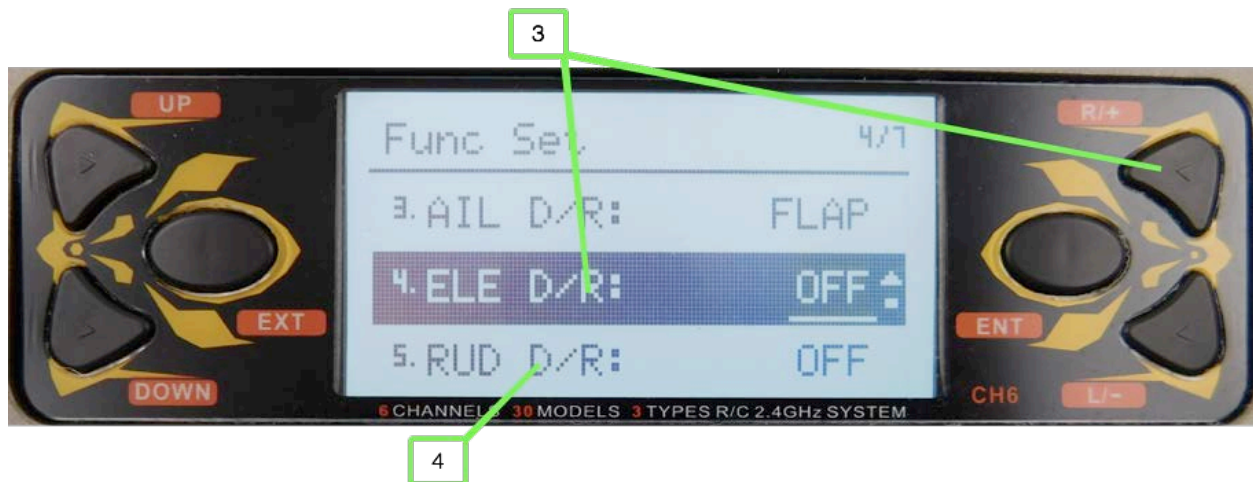 3
UP
R/+
Func Set 4/7
3. AIL D/R: FLAP
4. ELE D/R: OFF
EXT
ENT
5. RUD D/R: OFF
DOWN
CH6 L/-
6 CHANNELS 30 MODELS 3 TYPES R/C 2.4GHz SYSTEM
4